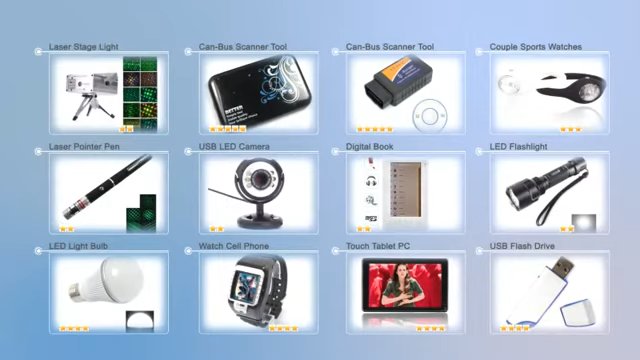 Laser Stage Light
Can-Bus Scanner Tool
Can-Bus Scanner Tool
Couple Sports Watches
Laser Pointer Pen
USB LED Camera
Digital Book
LED Flashlight
LED Light Bulb
Watch Cell Phone
Touch Tablet PC
USB Flash Drive